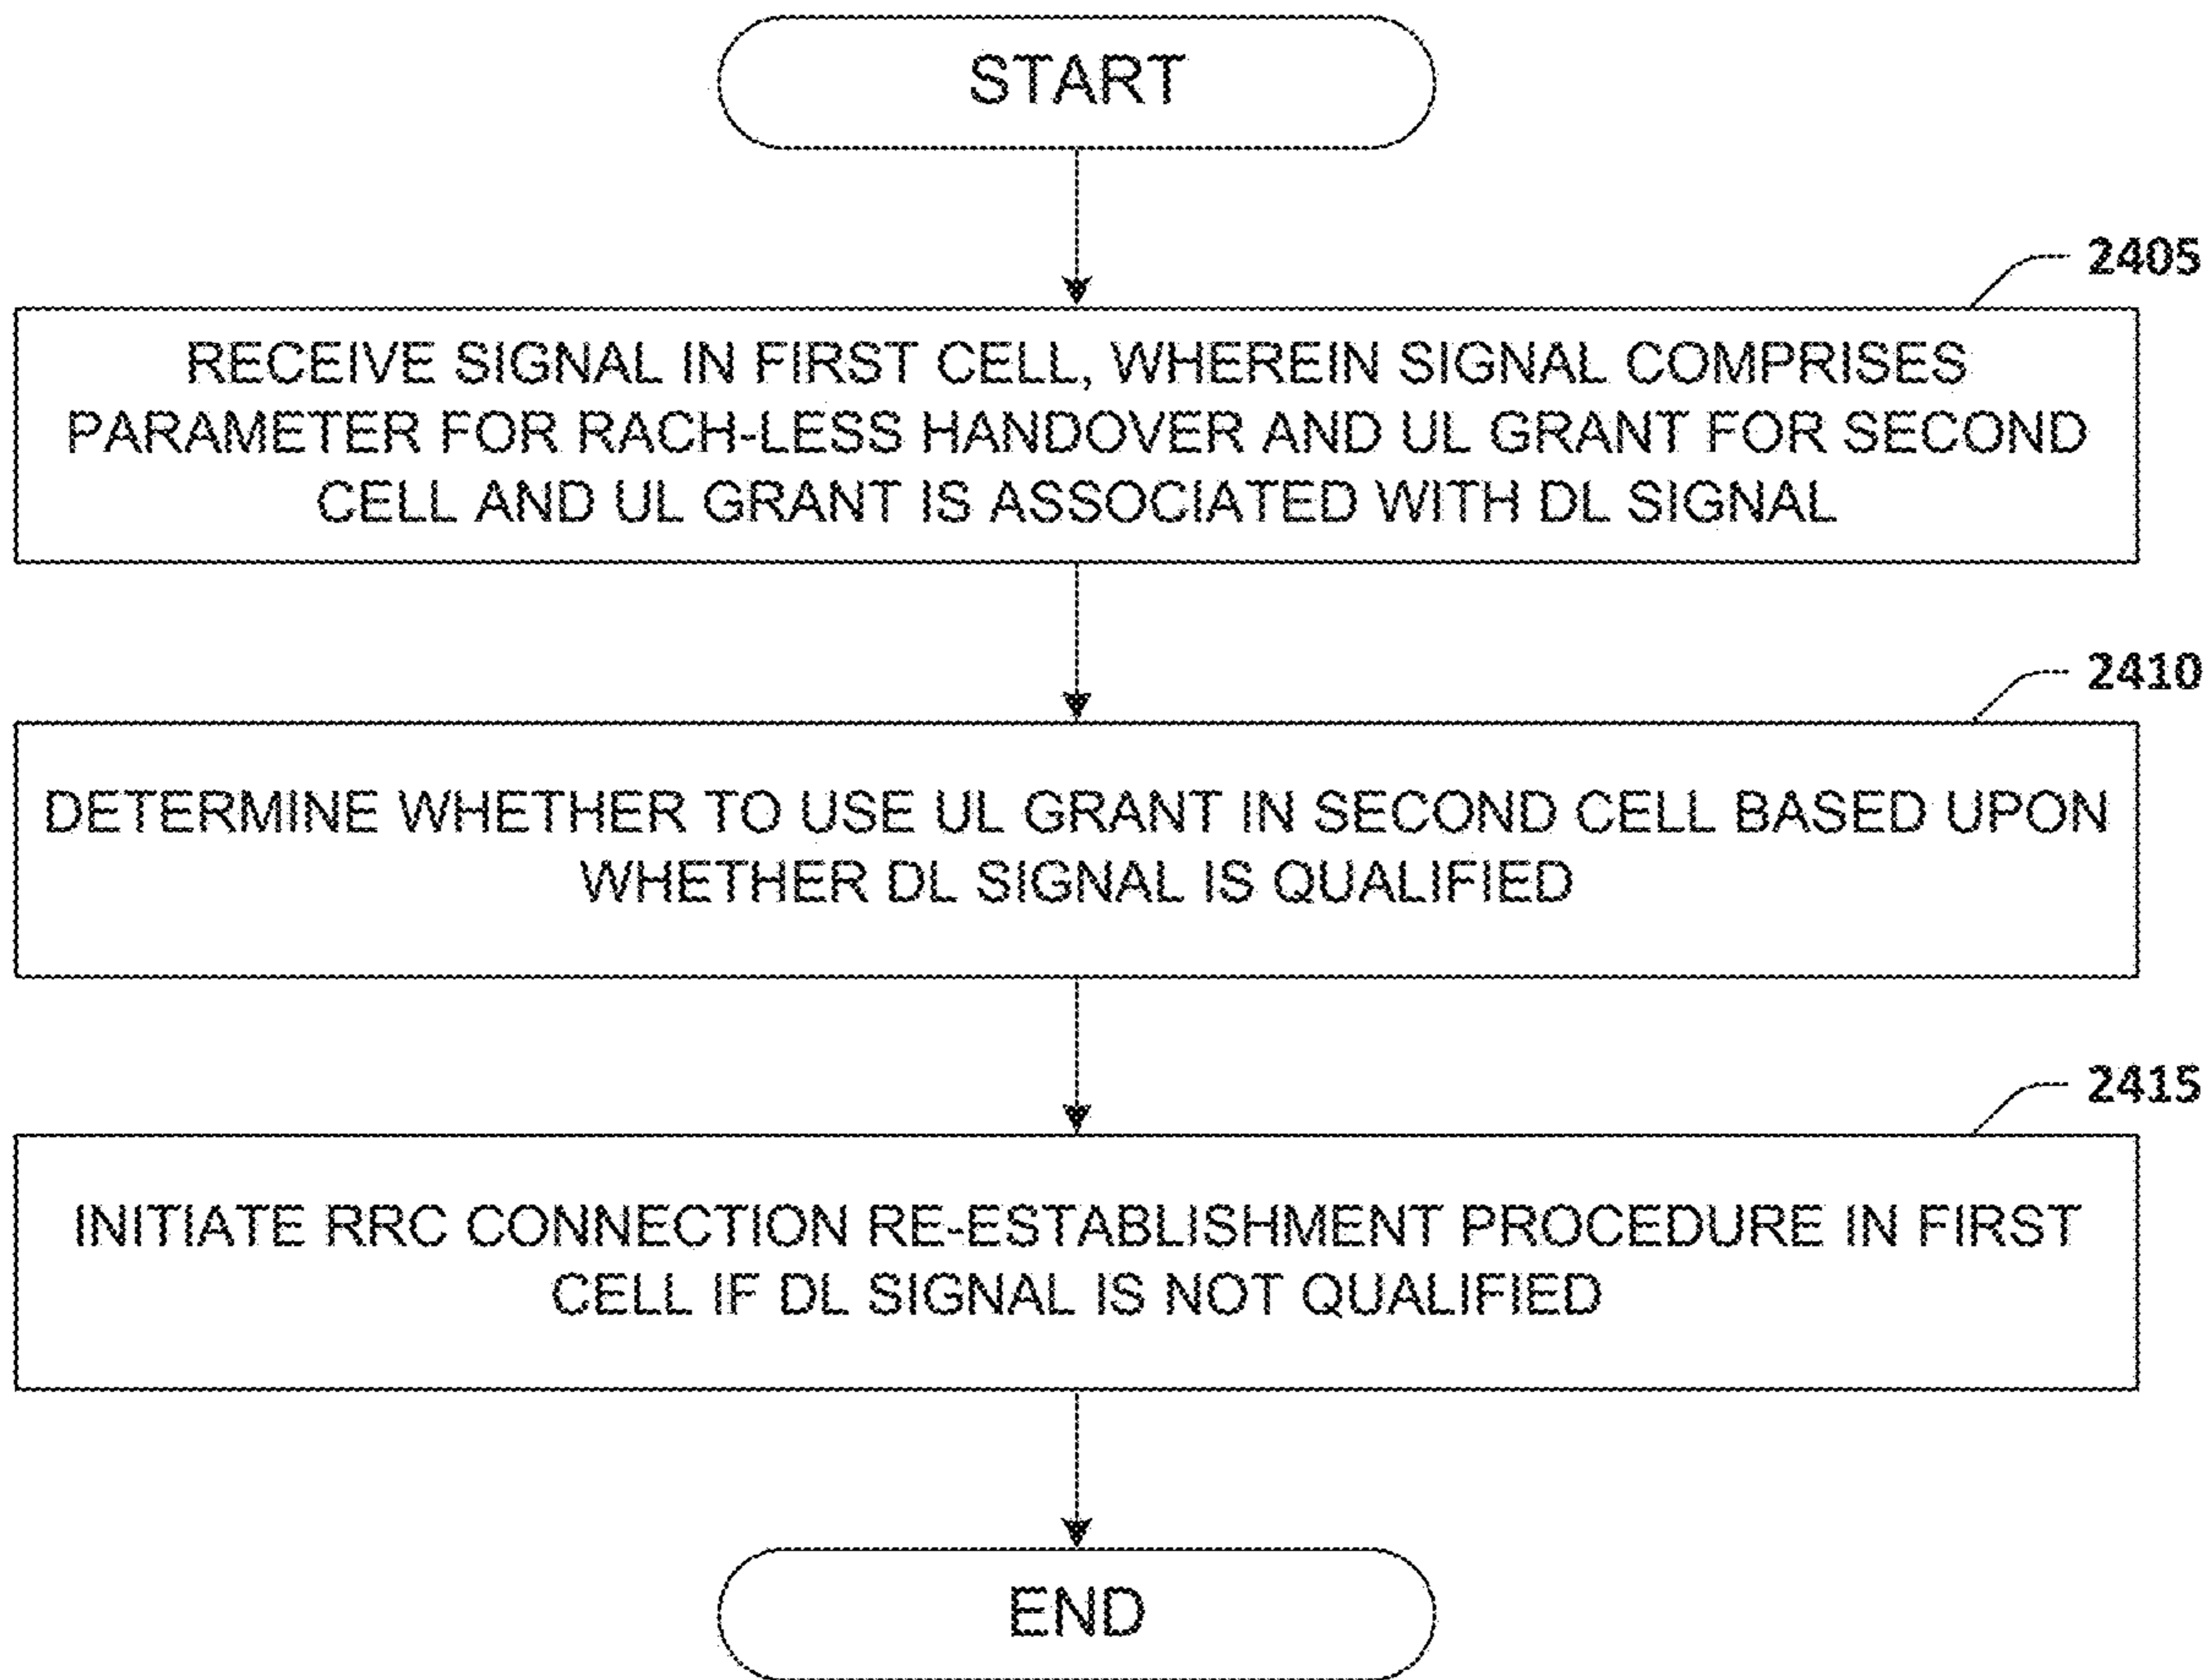 START
2405
RECEIVE SIGNAL IN FIRST CELL, WHEREIN SIGNAL COMPRISES
PARAMETER FOR RACH-LESS HANDOVER AND UL GRANT FOR SECOND
CELL AND UL GRANT IS ASSOCIATED WITH DL SIGNAL
2410
DETERMINE WHETHER TO USE UL GRANT IN SECOND CELL BASED UPON
WHETHER DL SIGNAL IS QUALIFIED
2415
INITIATE RRC CONNECTION RE-ESTABLISHMENT PROCEDURE IN FIRST
CELL IF DL SIGNAL IS NOT QUALIFIED
END